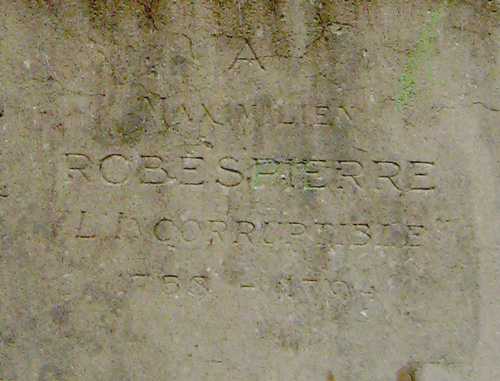 A
MAXIMILIEN
ROBESPIERRE
"L'INCORRUPTIBLE"
1758 - 1794